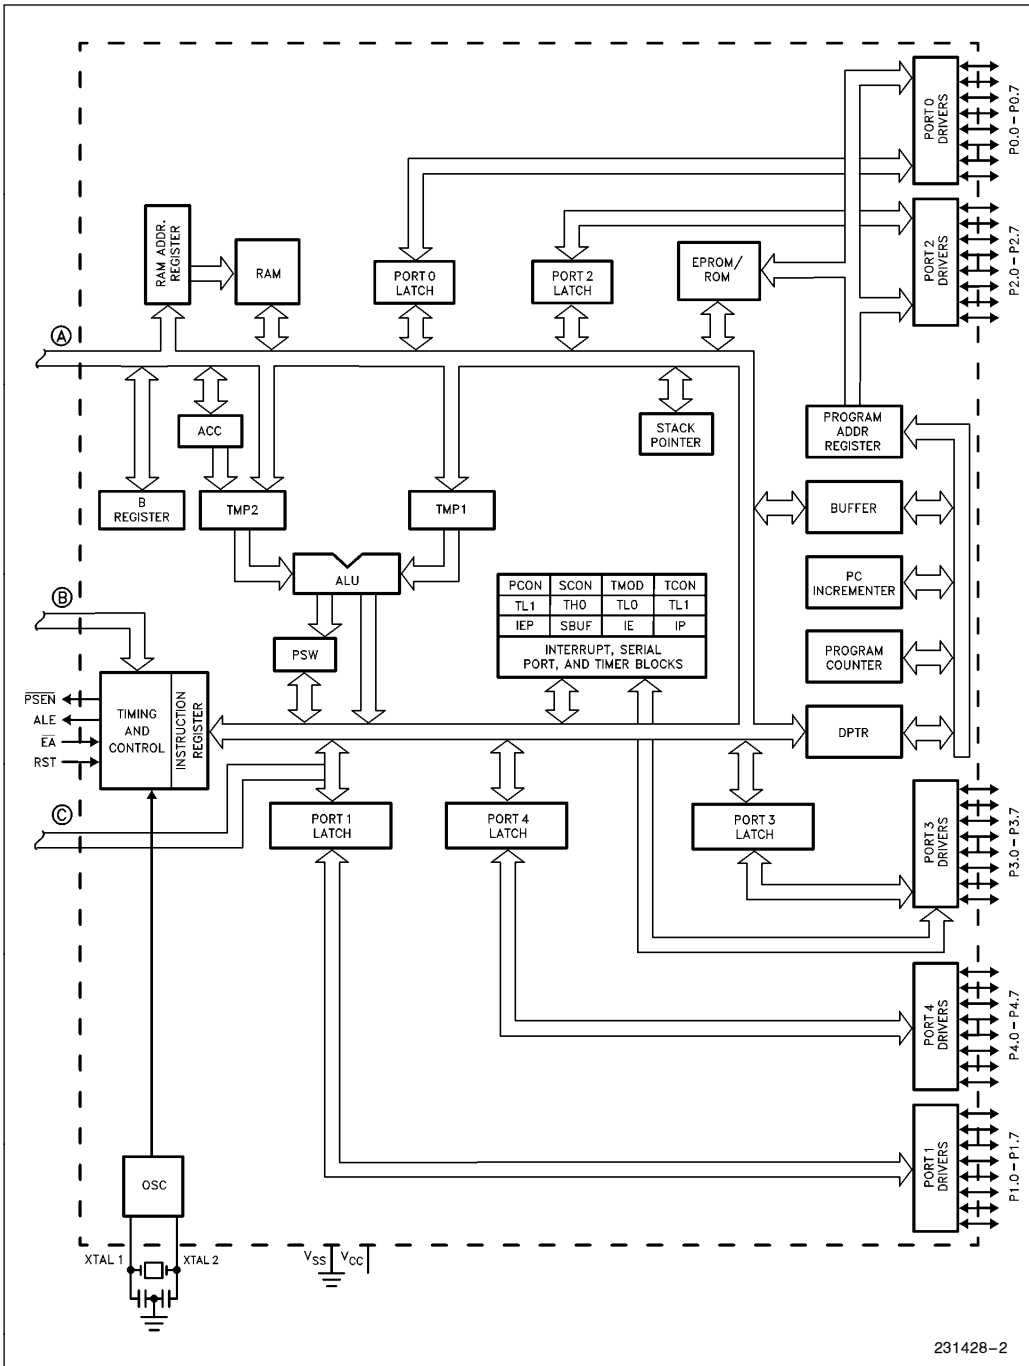 PORT 0
DRIVERS
P0.0 – P0.7
RAM ADDR.
REGISTER
RAM
PORT 0
LATCH
PORT 2
LATCH
EPROM/
ROM
PORT 2
DRIVERS
P2.0 – P2.7
A
ACC
STACK
POINTER
PROGRAM
ADDR
REGISTER
B
REGISTER
TMP2
TMP1
BUFFER
ALU
PCON SCON TMOD TCON
TL1 TH0 TL0 TL1
IEP SBUF IE IP
INTERRUPT, SERIAL
PORT, AND TIMER BLOCKS
PC
INCREMENTER
B
PSW
PROGRAM
COUNTER
PSEN
ALE
EA
RST
TIMING
AND
CONTROL
INSTRUCTION
REGISTER
DPTR
C
PORT 1
LATCH
PORT 4
LATCH
PORT 3
LATCH
PORT 3
DRIVERS
P3.0 – P3.7
PORT 4
DRIVERS
P4.0 – P4.7
PORT 1
DRIVERS
P1.0 – P1.7
OSC
XTAL 1 XTAL 2
VSS VCC
231428–2